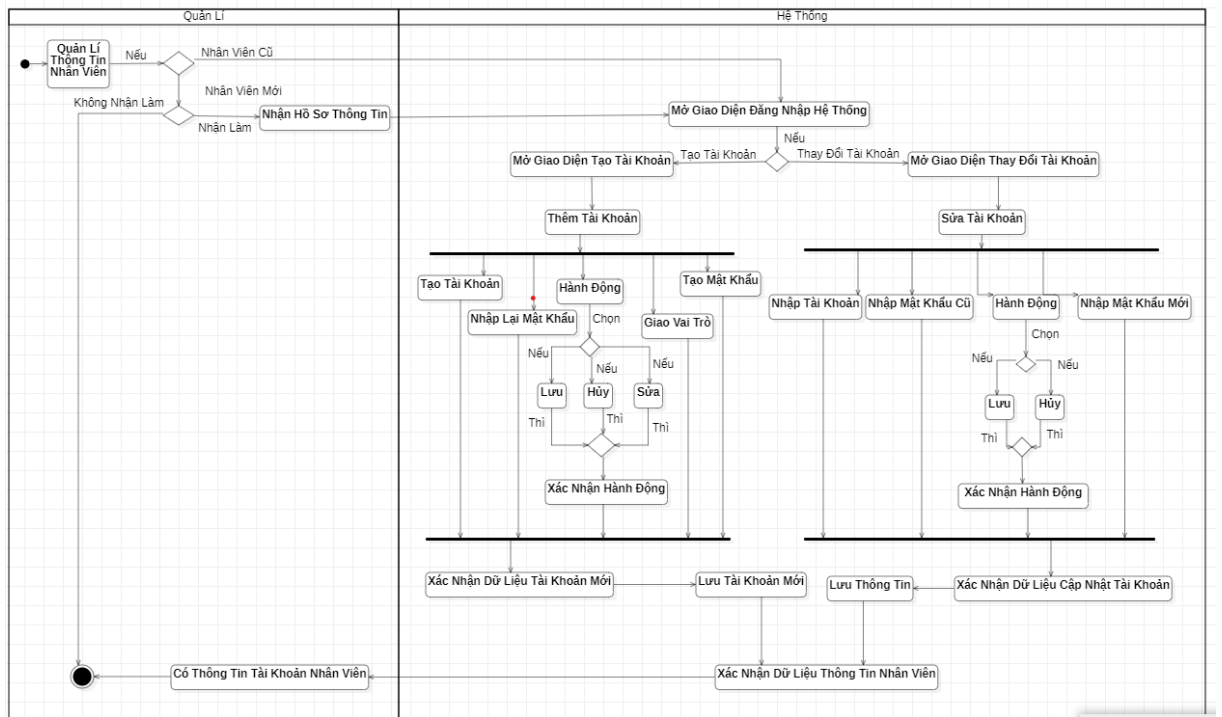 Quản Lí
Hệ Thống
Quản Lí
Thông Tin
Nhân Viên
Nếu
Nhân Viên Cũ
Nhân Viên Mới
Không Nhận Làm
Nhận Làm
Nhận Hồ Sơ Thông Tin
Mở Giao Diện Đăng Nhập Hệ Thống
Nếu
Tạo Tài Khoản
Thay Đổi Tài Khoản
Mở Giao Diện Tạo Tài Khoản
Mở Giao Diện Thay Đổi Tài Khoản
Thêm Tài Khoản
Sửa Tài Khoản
Tạo Tài Khoản
Nhập Lại Mật Khẩu
Hành Động
Giao Vai Trò
Tạo Mật Khẩu
Chọn
Nếu
Nếu
Nếu
Lưu
Hủy
Sửa
Thì
Thì
Thì
Xác Nhận Hành Động
Nhập Tài Khoản
Nhập Mật Khẩu Cũ
Hành Động
Nhập Mật Khẩu Mới
Chọn
Nếu
Nếu
Lưu
Hủy
Thì
Thì
Xác Nhận Hành Động
Xác Nhận Dữ Liệu Tài Khoản Mới
Lưu Tài Khoản Mới
Lưu Thông Tin
Xác Nhận Dữ Liệu Cập Nhật Tài Khoản
Có Thông Tin Tài Khoản Nhân Viên
Xác Nhận Dữ Liệu Thông Tin Nhân Viên